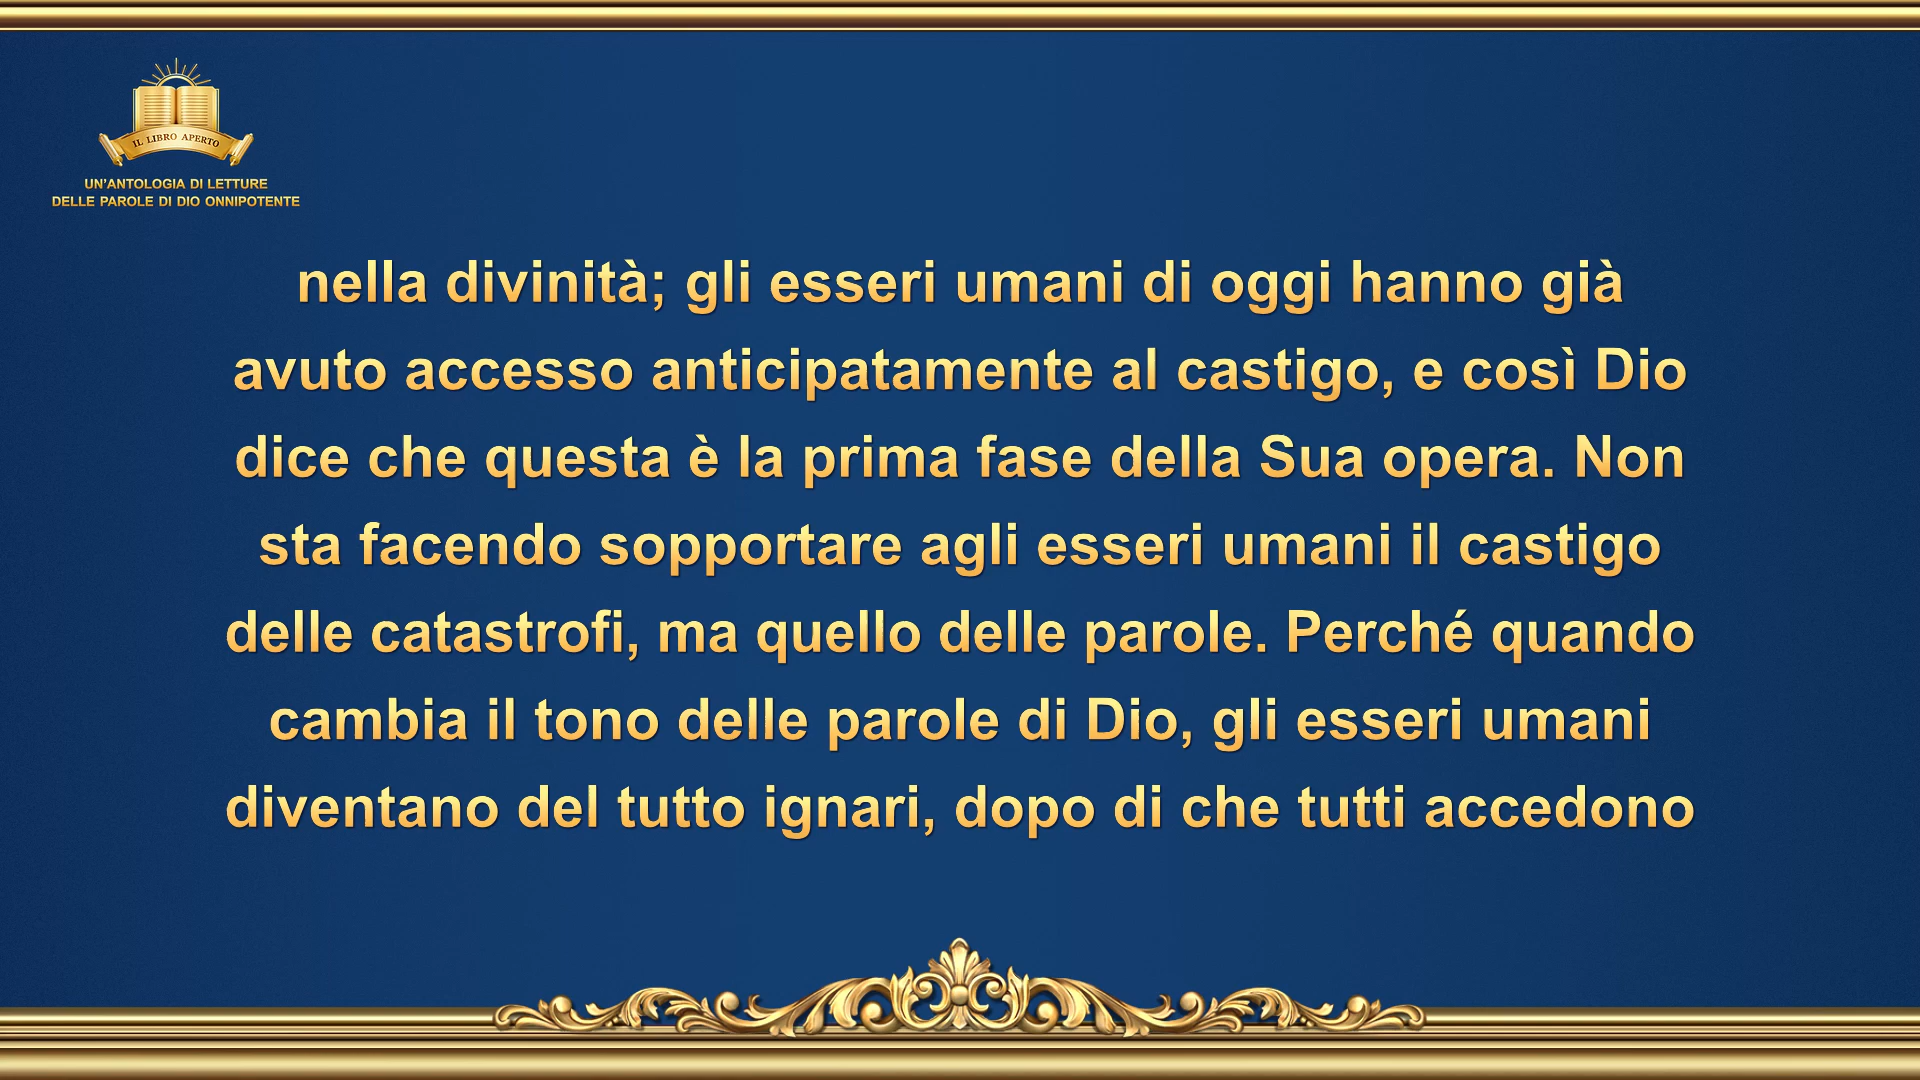 IL LIBRO APERTO
UN'ANTOLOGIA DI LETTURE
DELLE PAROLE DI DIO ONNIPOTENTE
nella divinità; gli esseri umani di oggi hanno già
avuto accesso anticipatamente al castigo, e così Dio
dice che questa è la prima fase della Sua opera. Non
sta facendo sopportare agli esseri umani il castigo
delle catastrofi, ma quello delle parole. Perché quando
cambia il tono delle parole di Dio, gli esseri umani
diventano del tutto ignari, dopo di che tutti accedono